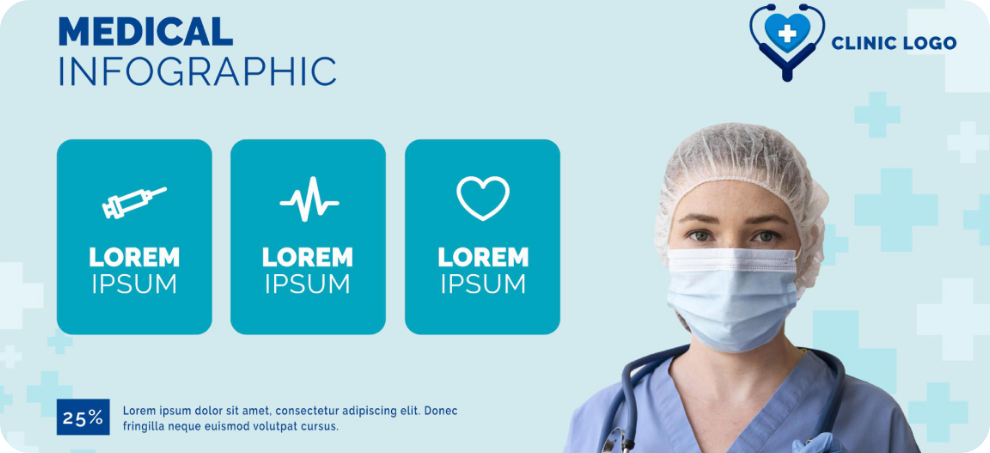 MEDICAL
INFOGRAPHIC
CLINIC LOGO
LOREM
IPSUM
LOREM
IPSUM
LOREM
IPSUM
25%
Lorem ipsum dolor sit amet, consectetur adipiscing elit. Donec
fringilla neque euismod volutpat cursus.